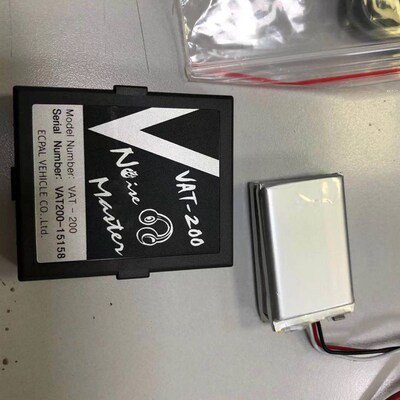 VAT-200
Noise
Master
Model Number: VAT - 200
Serial Number: VAT200-15158
ECPAL VEHICLE CO.,Ltd.